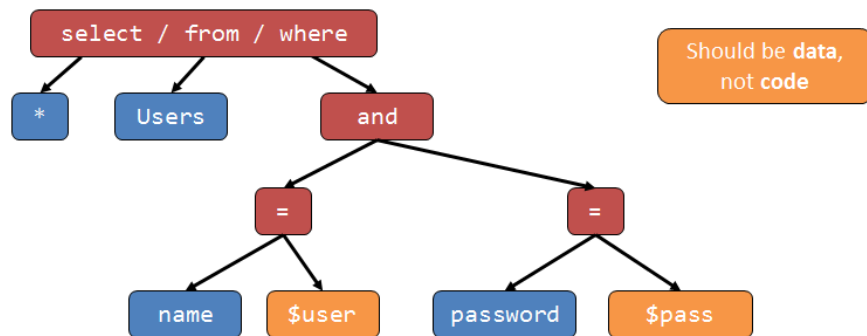 select / from / where
Should be data,
not code
*
Users
and
=
=
name
$user
password
$pass